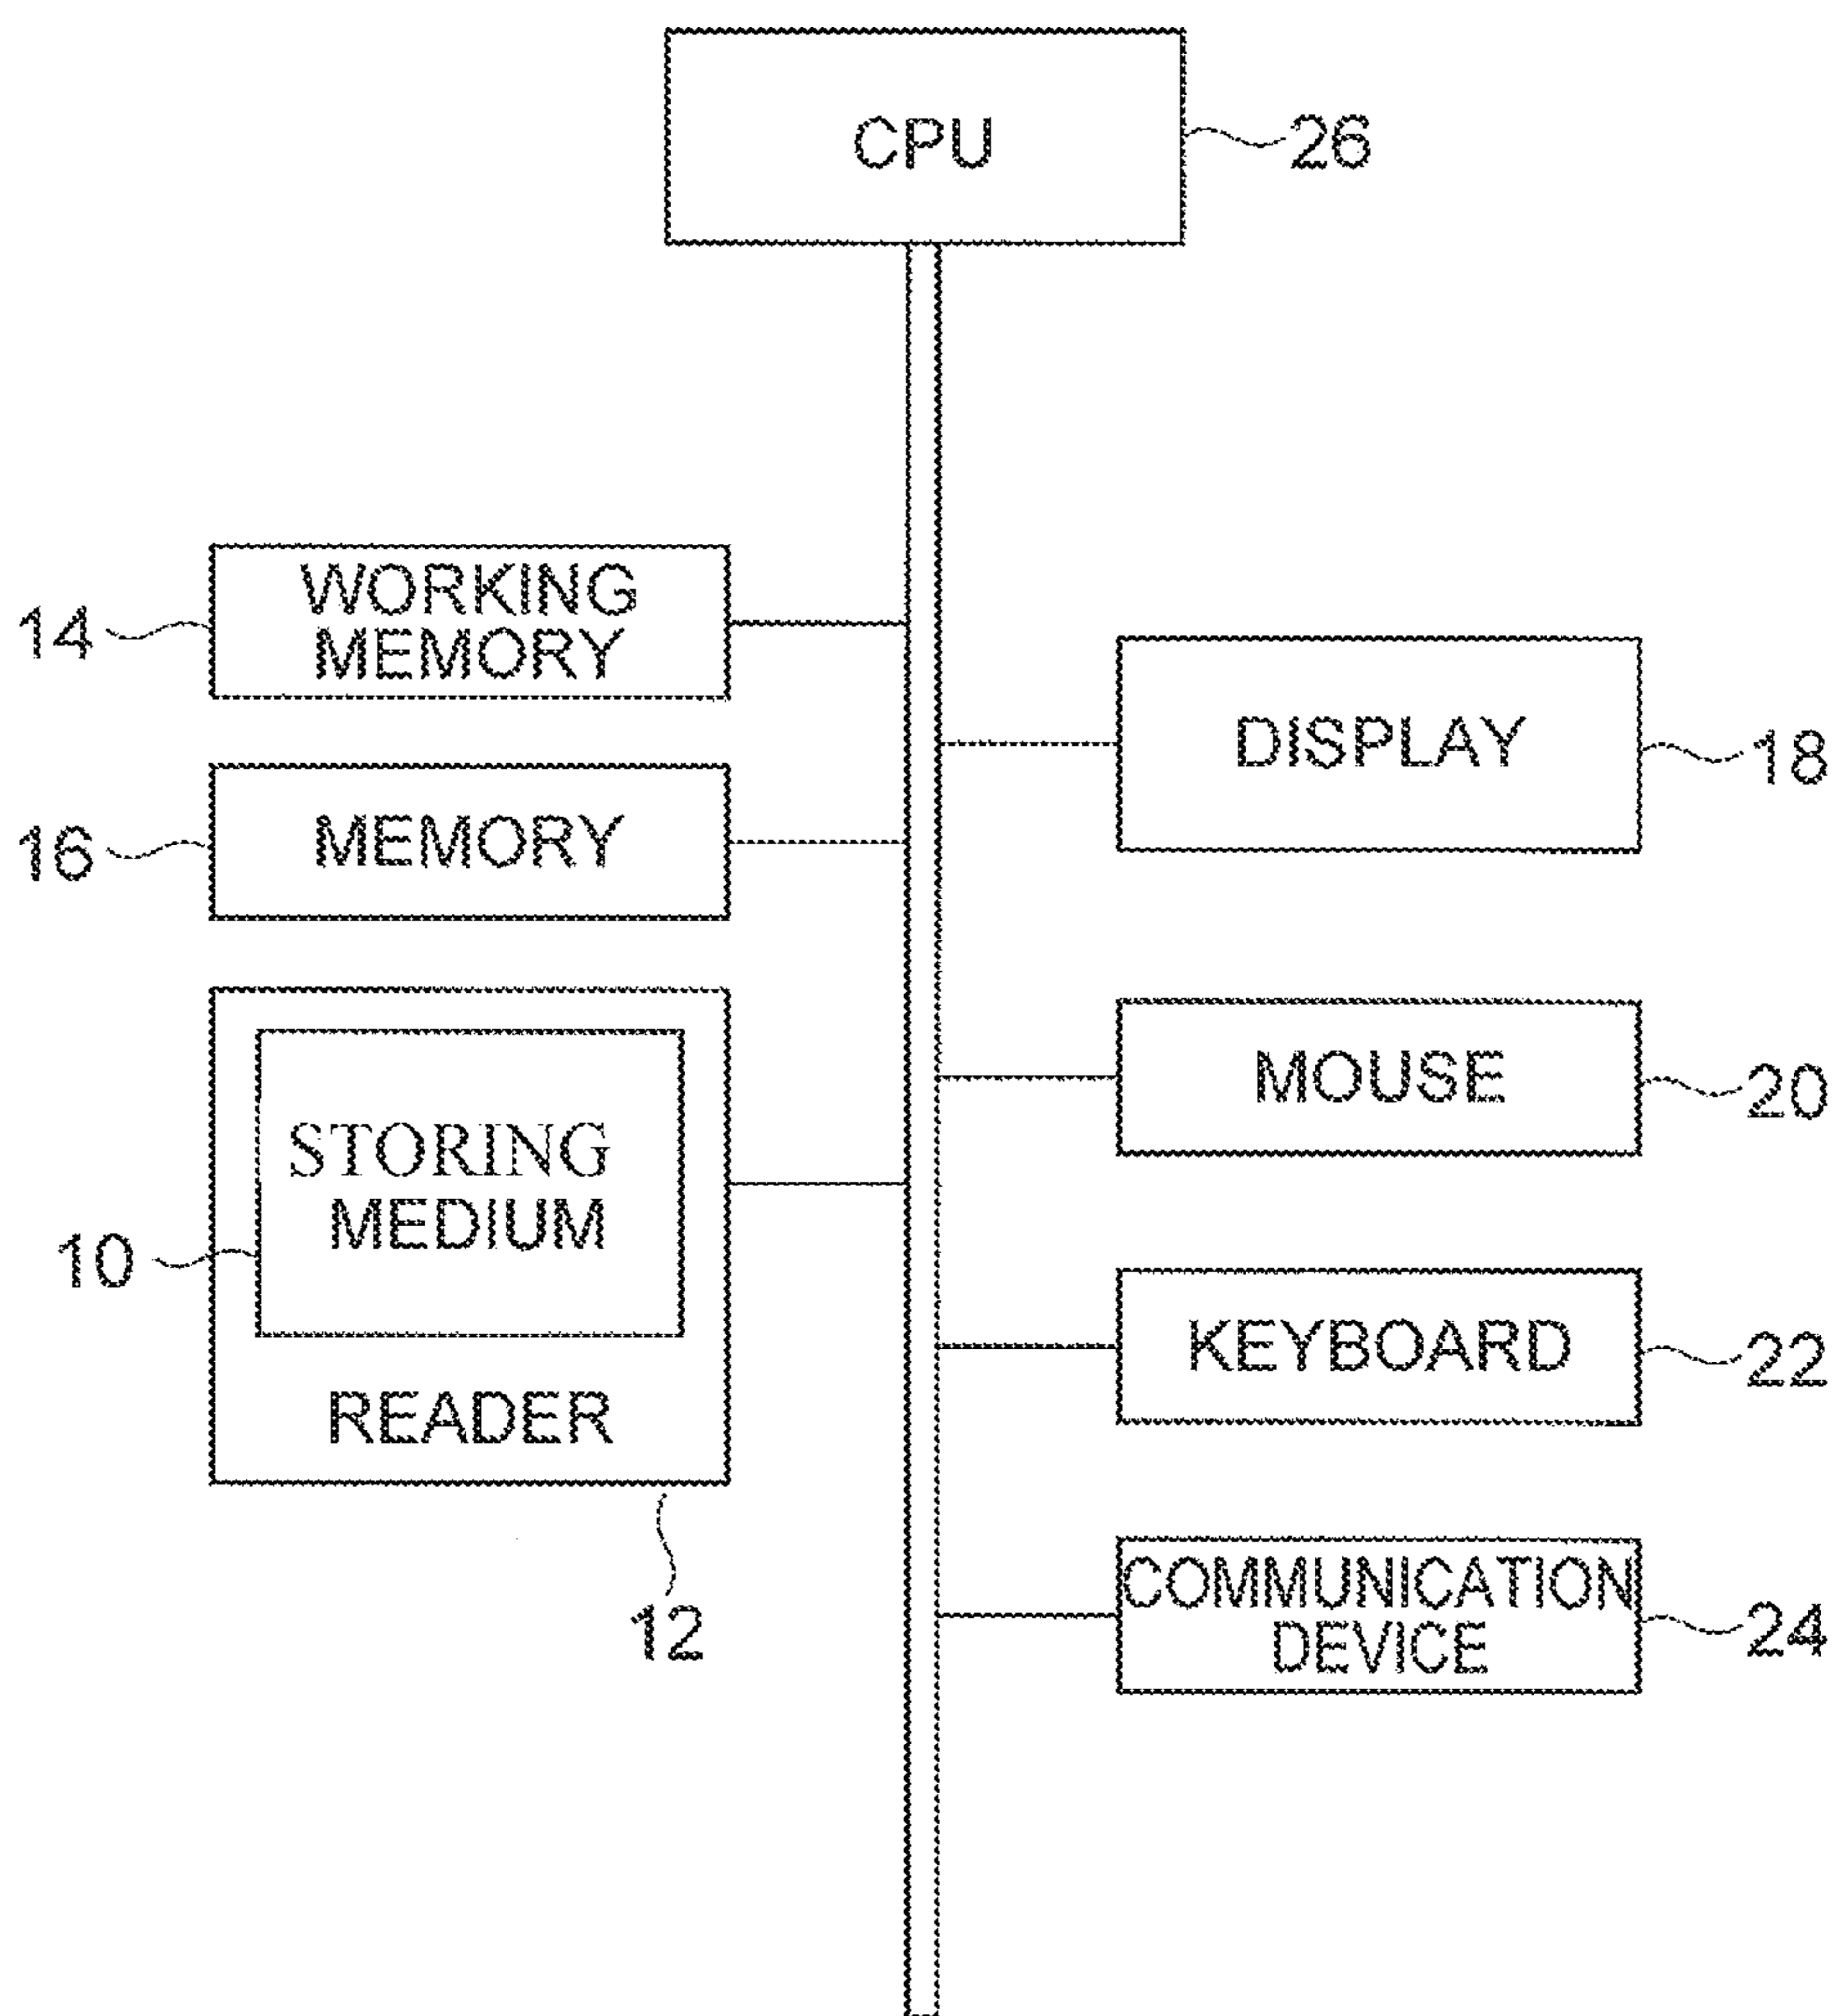 CPU
26
WORKING
MEMORY
14
DISPLAY
18
MEMORY
16
MOUSE
20
STORING
MEDIUM
10
READER
12
KEYBOARD
22
COMMUNICATION
DEVICE
24